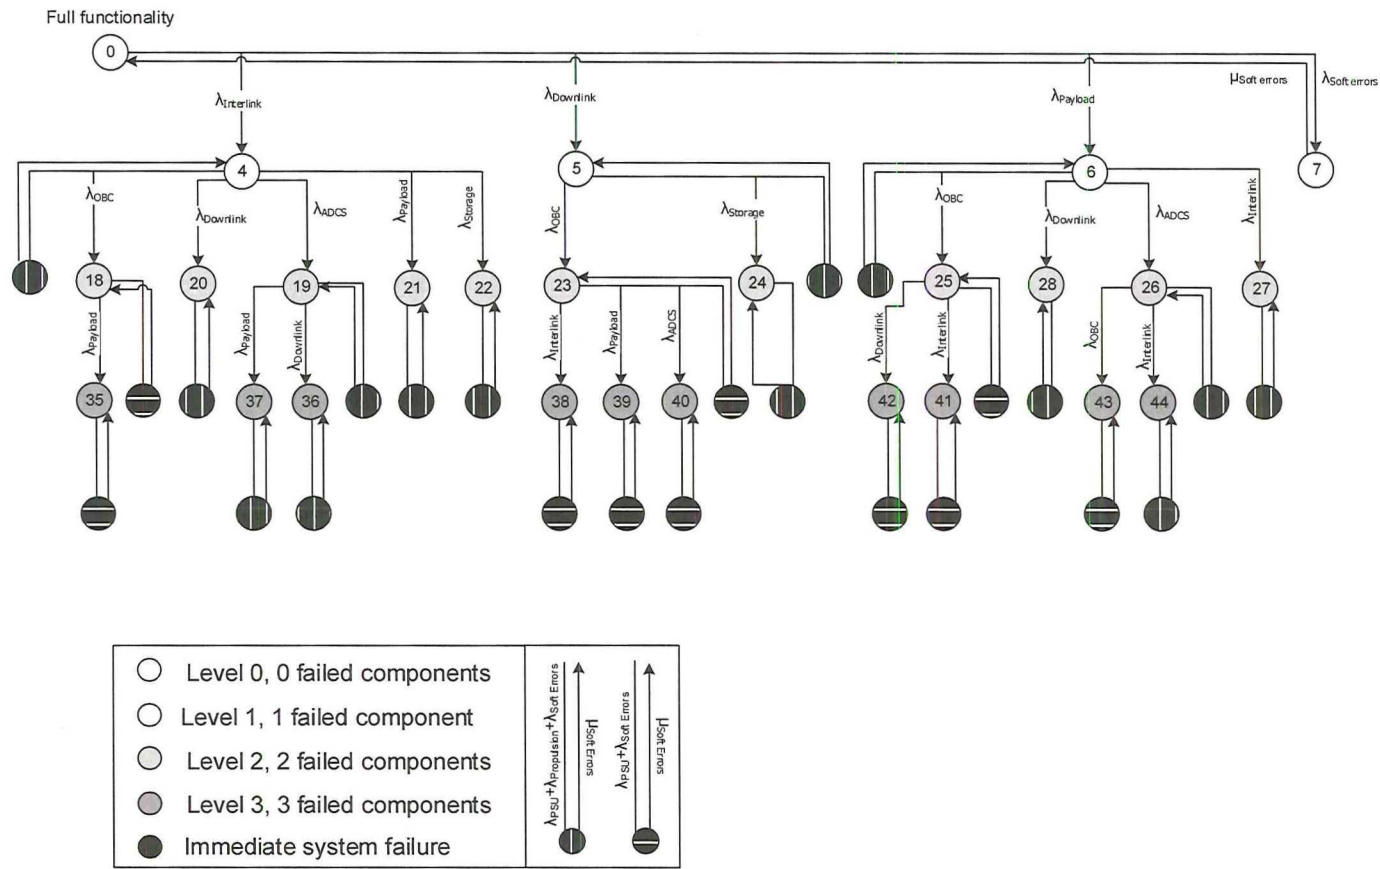 Full functionality
0
μSoft errors
λSoft errors
λInterlink
λDownlink
λPayload
4
5
6
7
λOBC
λDownlink
λADCS
λPayload
λStorage
λOBC
λStorage
λOBC
λDownlink
λADCS
λInterlink
18
20
19
21
22
23
24
25
28
26
27
λPayload
λPayload
λDownlink
λInterlink
λPayload
λADCS
λDownlink
λInterlink
λOBC
λInterlink
35
37
36
38
39
40
42
41
43
44
Level 0, 0 failed components
Level 1, 1 failed component
Level 2, 2 failed components
Level 3, 3 failed components
Immediate system failure
λPSU+λPropulsion+λSoft Errors
μSoft Errors
λPSU+λSoft Errors
μSoft Errors